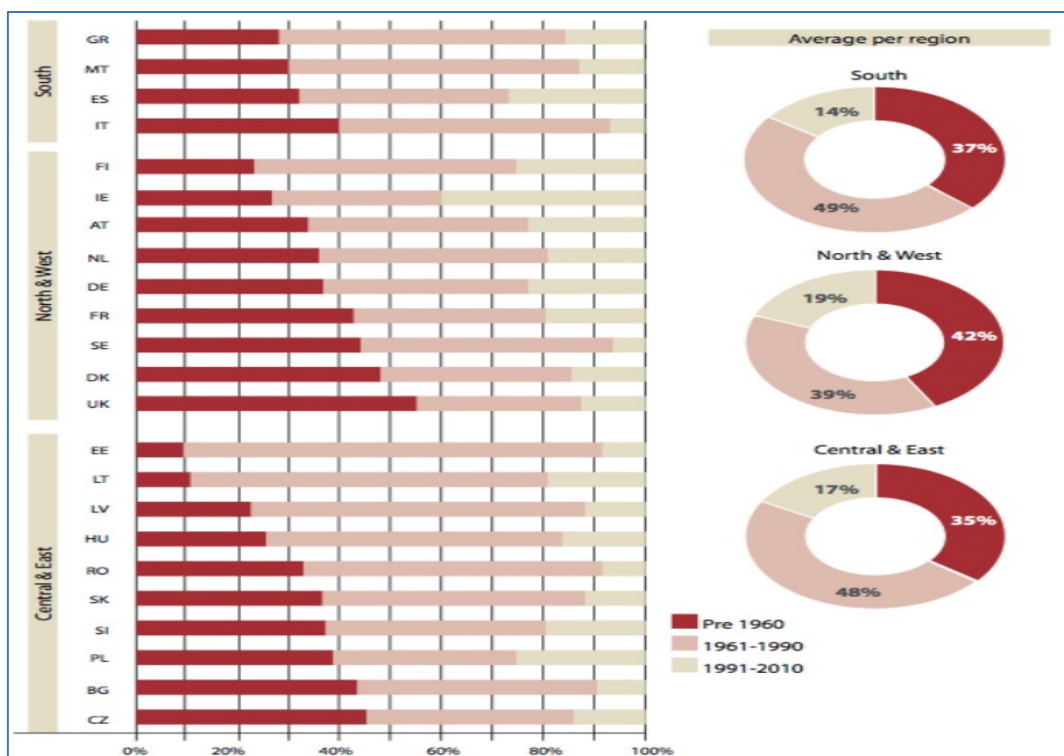 South
GR
MT
ES
IT
North & West
FI
IE
AT
NL
DE
FR
SE
DK
UK
Central & East
EE
LT
LV
HU
RO
SK
SI
PL
BG
CZ
0% 20% 40% 60% 80% 100%
Average per region
South
14%
37%
49%
North & West
19%
42%
39%
Central & East
17%
35%
48%
Pre 1960
1961-1990
1991-2010